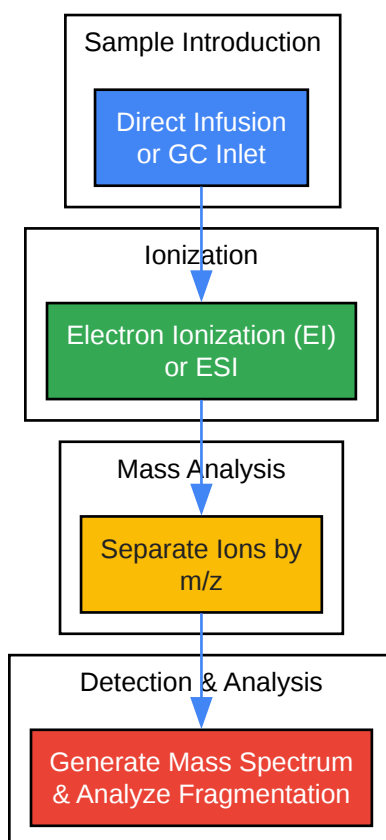 Sample Introduction
Direct Infusion
or GC Inlet
Ionization
Electron Ionization (EI)
or ESI
Mass Analysis
Separate Ions by
m/z
Detection & Analysis
Generate Mass Spectrum
& Analyze Fragmentation